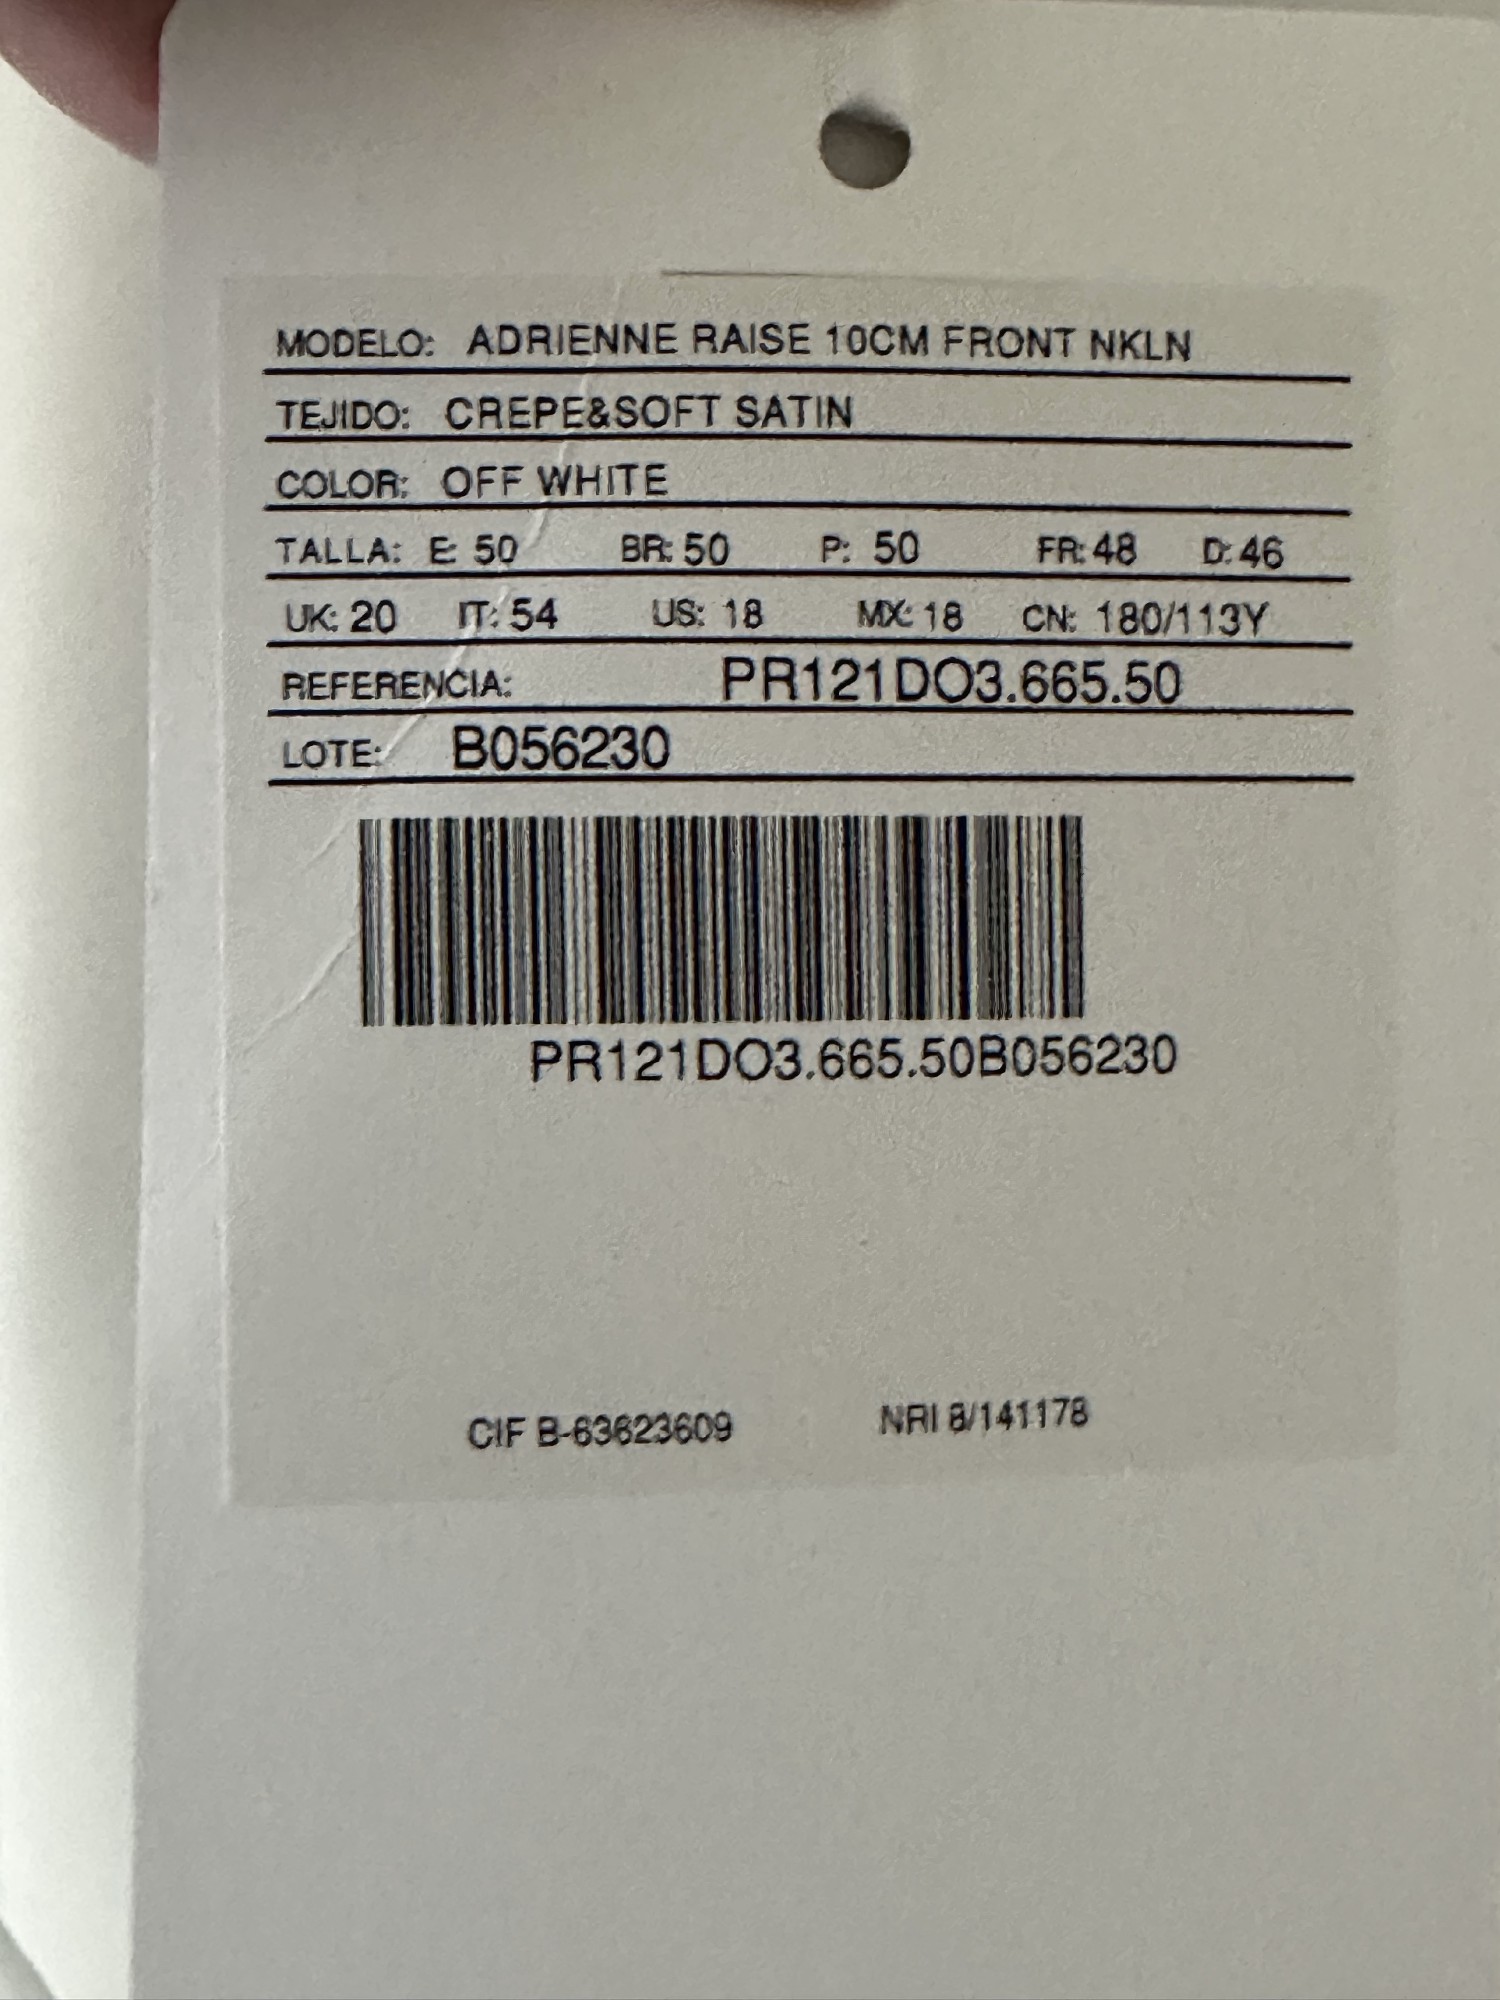 MODELO: ADRIENNE RAISE 10CM FRONT NKLN
TEJIDO: CREPE&SOFT SATIN
COLOR: OFF WHITE
TALLA: E: 50 BR: 50 P: 50 FR: 48 D: 46
UK: 20 IT: 54 US: 18 MX: 18 CN: 180/113Y
REFERENCIA: PR121DO3.665.50
LOTE: B056230
PR121DO3.665.50B056230
CIF B-63623609 NRI 8/141178